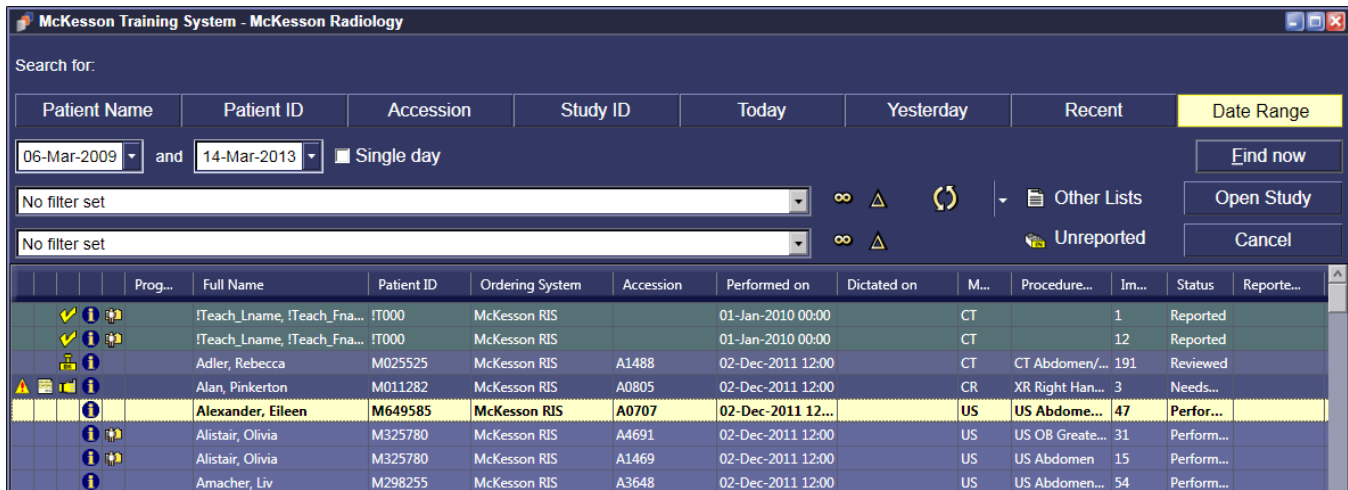 McKesson Training System - McKesson Radiology
Search for:
Patient Name Patient ID Accession Study ID Today Yesterday Recent Date Range
06-Mar-2009 and 14-Mar-2013 Single day Find now
No filter set Other Lists Open Study
No filter set Unreported Cancel
Prog... Full Name Patient ID Ordering System Accession Performed on Dictated on M... Procedure... Im... Status Reporte...
!Teach_Lname, !Teach_Fna... !T000 McKesson RIS 01-Jan-2010 00:00 CT 1 Reported
!Teach_Lname, !Teach_Fna... !T000 McKesson RIS 01-Jan-2010 00:00 CT 12 Reported
Adler, Rebecca M025525 McKesson RIS A1488 02-Dec-2011 12:00 CT CT Abdomen/... 191 Reviewed
Alan, Pinkerton M011282 McKesson RIS A0805 02-Dec-2011 12:00 CR XR Right Han... 3 Needs...
Alexander, Eileen M649585 McKesson RIS A0707 02-Dec-2011 12... US US Abdome... 47 Perfor...
Alistair, Olivia M325780 McKesson RIS A4691 02-Dec-2011 12:00 US US OB Greate... 31 Perform...
Alistair, Olivia M325780 McKesson RIS A1469 02-Dec-2011 12:00 US US Abdomen 15 Perform...
Amacher, Liv M298255 McKesson RIS A3648 02-Dec-2011 12:00 US US Abdomen... 54 Perform...